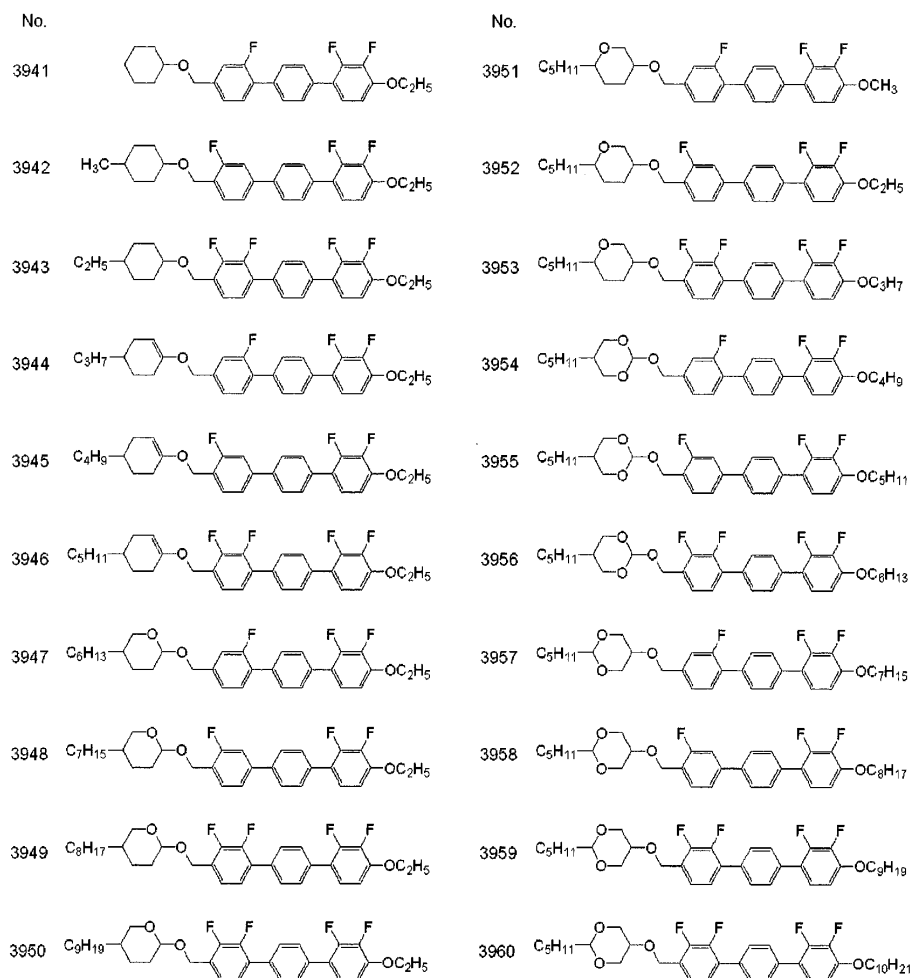 No.
F F F
3941 O OC2H5
F F F
3942 H3C O OC2H5
F F F F
3943 C2H5 O OC2H5
F F F
3944 C3H7 O OC2H5
F F F
3945 C4H9 O OC2H5
F F F F
3946 C5H11 O OC2H5
O F F F
3947 C6H13 O OC2H5
O F F F
3948 C7H15 O OC2H5
O F F F F
3949 C8H17 O OC2H5
O F F F F
3950 C9H19 O OC2H5
No.
O F F F
3951 C5H11 O OCH3
O F F F
3952 C5H11 O OC2H5
O F F F F
3953 C5H11 O OC3H7
O F F F
3954 C5H11 O O OC4H9
O F F F
3955 C5H11 O O OC5H11
O F F F F
3956 C5H11 O O OC8H13
O F F F
3957 C5H11 O O OC7H15
O F F F
3958 C5H11 O O OC8H17
O F F F F
3959 C5H11 O O OC9H19
O F F F F
3960 C5H11 O O OC10H21